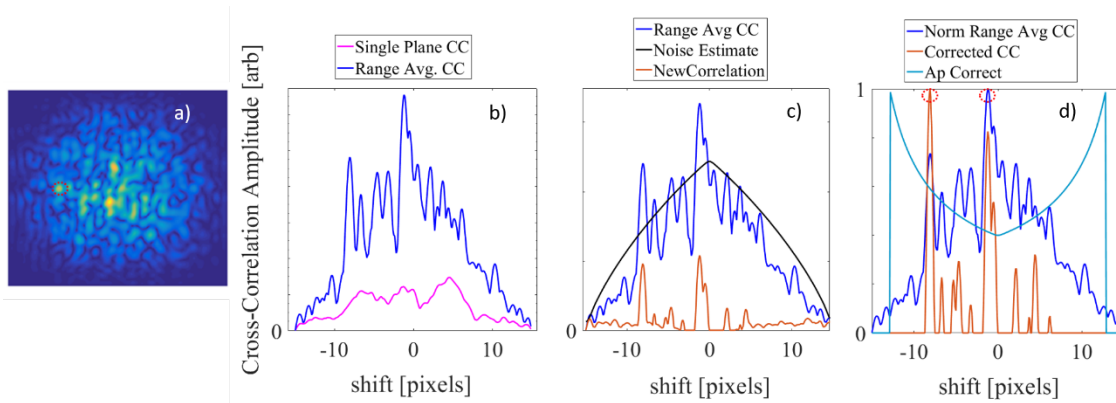 a)
Cross-Correlation Amplitude [arb]
Single Plane CC
Range Avg. CC
b)
0
-10
0
10
shift [pixels]
Range Avg CC
Noise Estimate
NewCorrelation
c)
0
-10
0
10
shift [pixels]
Norm Range Avg CC
Corrected CC
Ap Correct
d)
1
0
-10
0
10
shift [pixels]